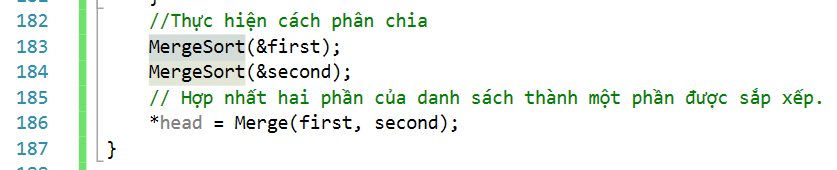 182 //Thực hiện cách phân chia
183 MergeSort(&first);
184 MergeSort(&second);
185 // Hợp nhất hai phần của danh sách thành một phần được sắp xếp.
186 *head = Merge(first, second);
187 }